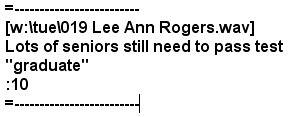 =-------------------------
[w:\tue\019 Lee Ann Rogers.wav]
Lots of seniors still need to pass test
"graduate"
:10
=-------------------------